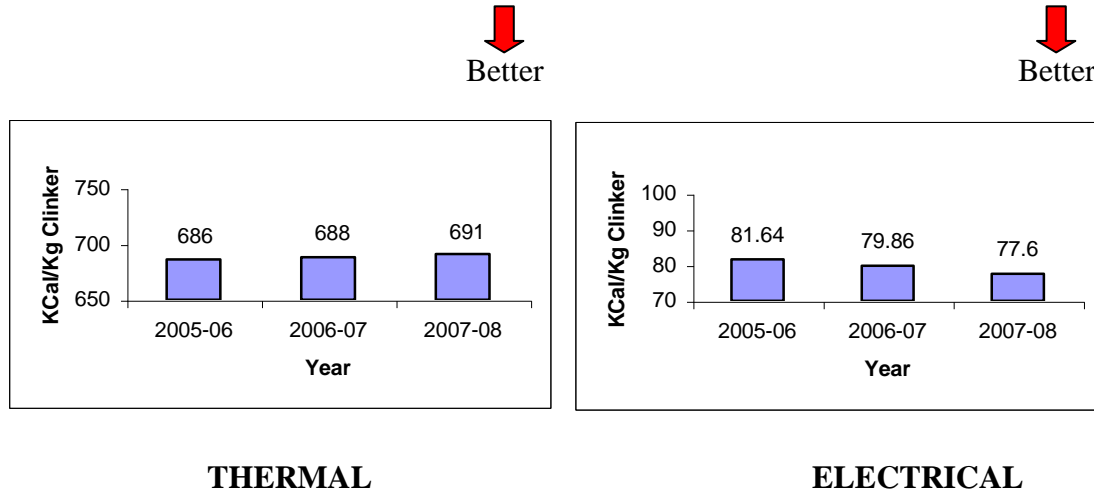 Better
Better
KCal/Kg Clinker
750
700
650
686
688
691
2005-06
2006-07
2007-08
Year
KCal/Kg Clinker
100
90
80
70
81.64
79.86
77.6
2005-06
2006-07
2007-08
Year
THERMAL
ELECTRICAL